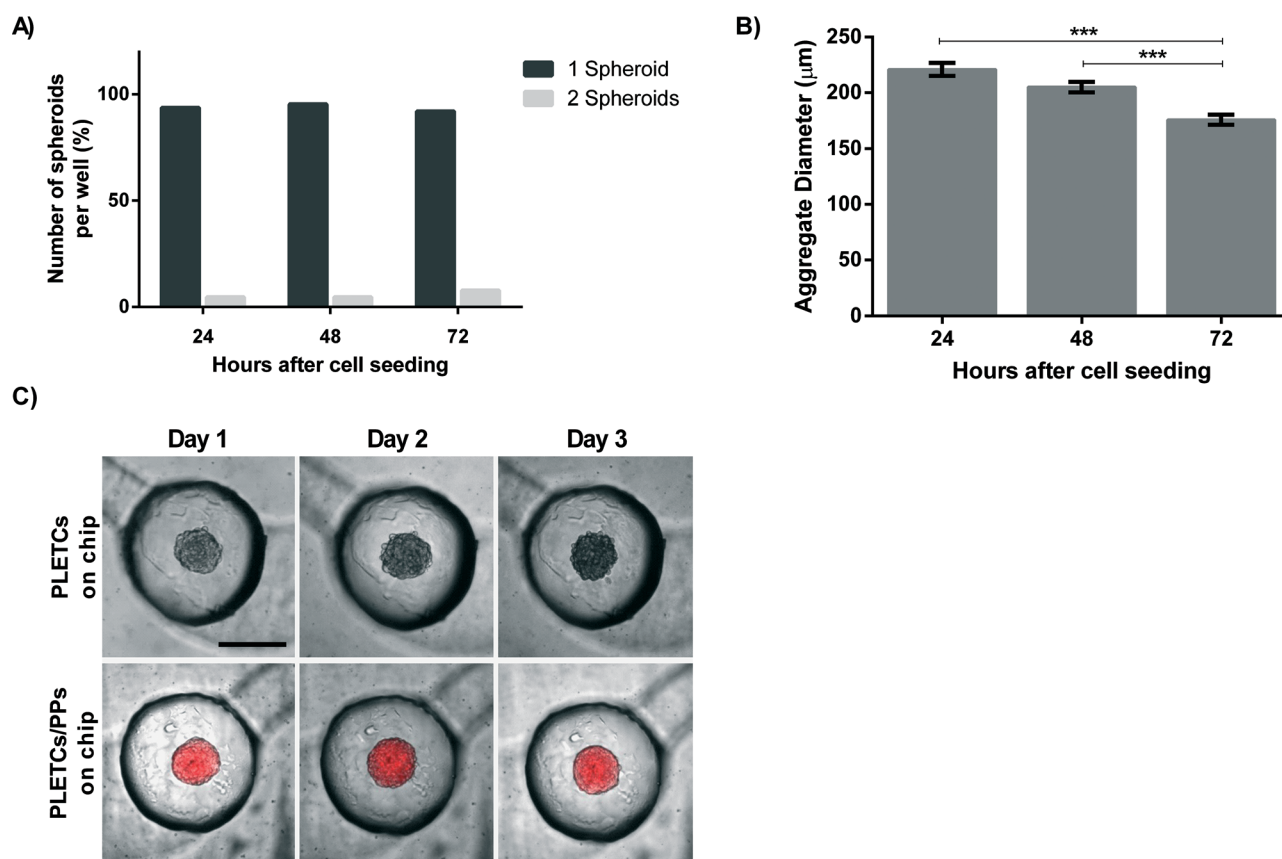 A)
Number of spheroids
per well (%)
100
50
0
24
48
72
Hours after cell seeding
1 Spheroid
2 Spheroids
B)
Aggregate Diameter (μm)
250
200
150
100
50
0
***
***
24
48
72
Hours after cell seeding
C)
Day 1
Day 2
Day 3
PLETCs
on chip
PLETCs/PPs
on chip